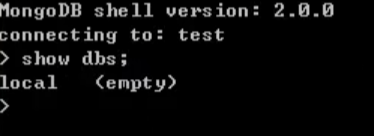 MongoDB shell version: 2.0.0
connecting to: test
> show dbs;
local   (empty)
>